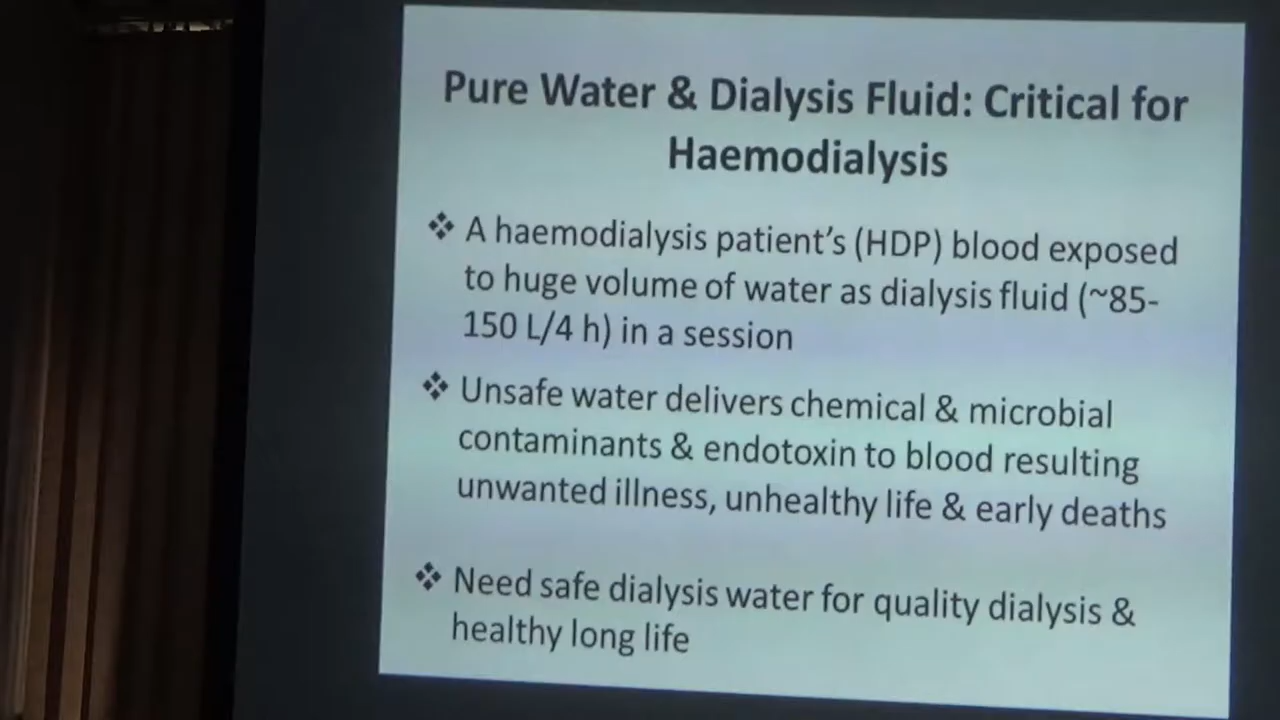 Pure Water & Dialysis Fluid: Critical for
Haemodialysis
❖ A haemodialysis patient's (HDP) blood exposed
to huge volume of water as dialysis fluid (~85-
150 L/4 h) in a session
❖ Unsafe water delivers chemical & microbial
contaminants & endotoxin to blood resulting
unwanted illness, unhealthy life & early deaths
❖ Need safe dialysis water for quality dialysis &
healthy long life